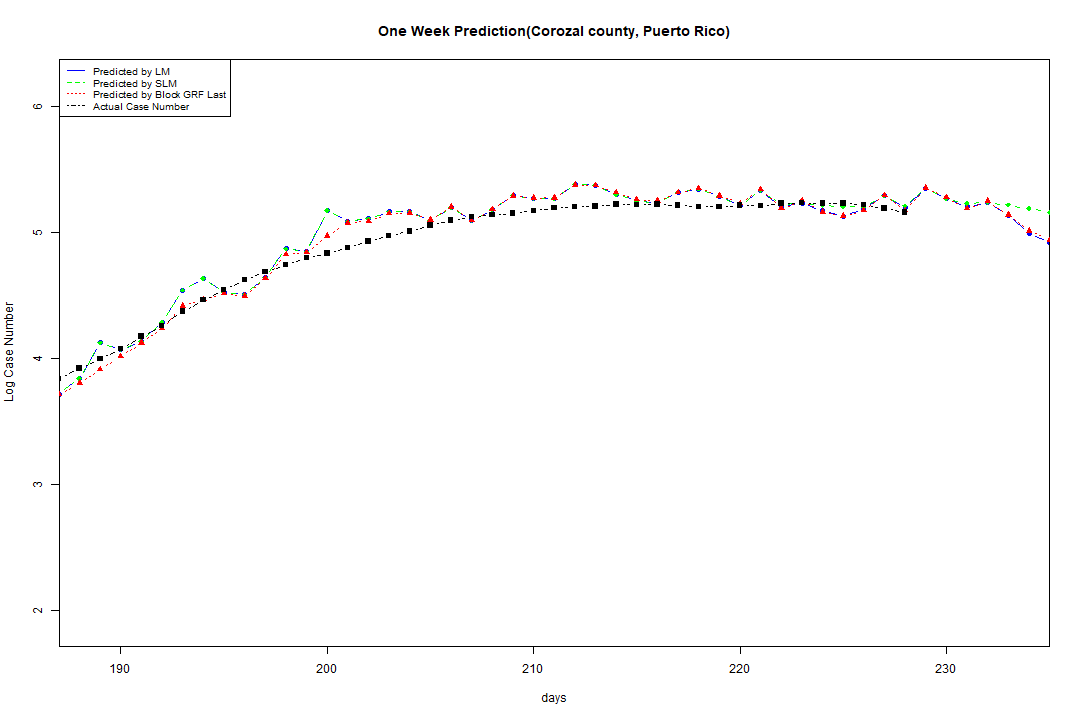 One Week Prediction(Corozal county, Puerto Rico)
Predicted by LM
Predicted by SLM
Predicted by Block GRF Last
Actual Case Number
6
5
4
3
2
Log Case Number
190 200 210 220 230
days